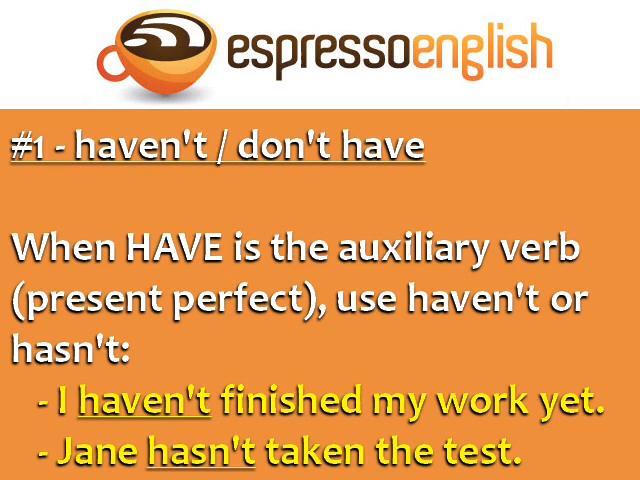 espressoenglish
#1 - haven't / don't have
When HAVE is the auxiliary verb
(present perfect), use haven't or
hasn't:
- I haven't finished my work yet.
- Jane hasn't taken the test.